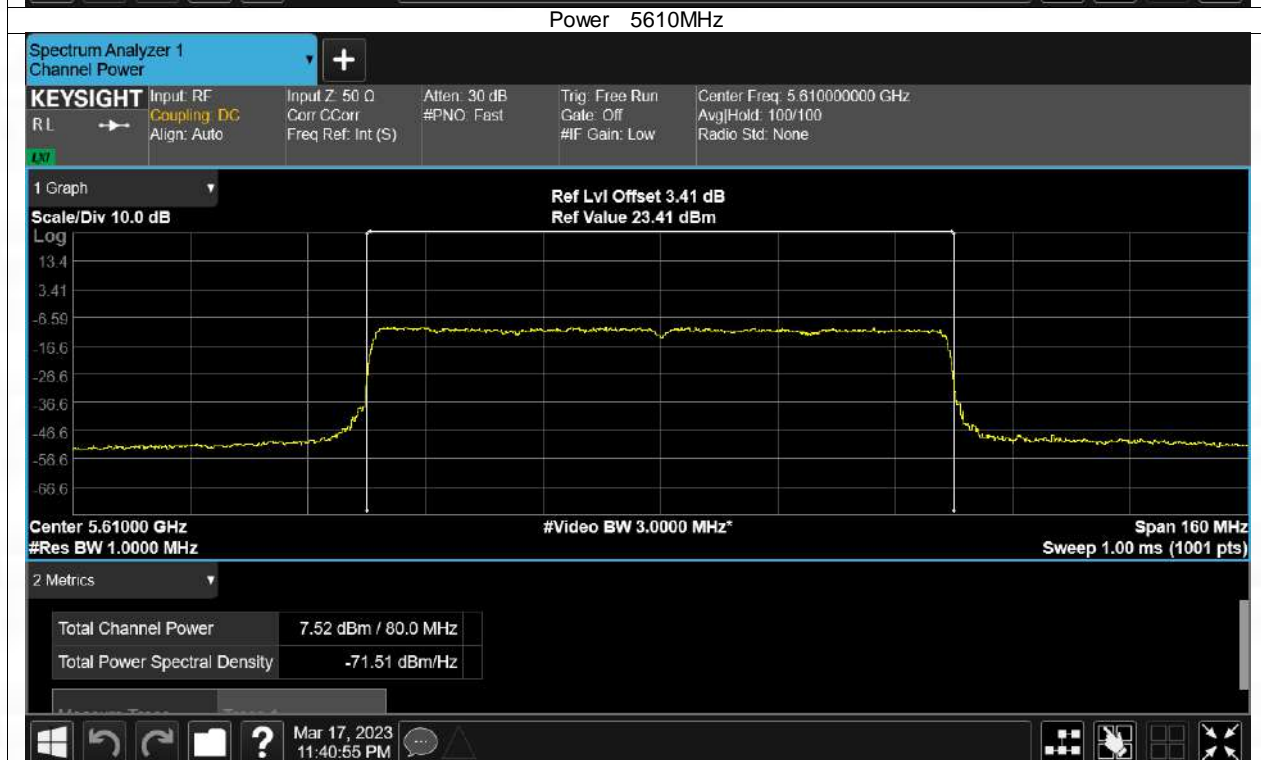 Power 5610MHz
Spectrum Analyzer 1
Channel Power
+
KEYSIGHT Input: RF Input Z: 50 Ω Atten: 30 dB Trig: Free Run Center Freq: 5.610000000 GHz
RL Coupling: DC Corr CCorr #PNO: Fast Gate: Off Avg|Hold: 100/100
Align: Auto Freq Ref: Int (S) #IF Gain: Low Radio Std: None
LXI
1 Graph Ref Lvl Offset 3.41 dB
Scale/Div 10.0 dB Ref Value 23.41 dBm
Log
13.4
3.41
-6.59
-16.6
-26.6
-36.6
-46.6
-56.6
-66.6
Center 5.61000 GHz #Video BW 3.0000 MHz* Span 160 MHz
#Res BW 1.0000 MHz Sweep 1.00 ms (1001 pts)
2 Metrics
Total Channel Power 7.52 dBm / 80.0 MHz
Total Power Spectral Density -71.51 dBm/Hz
? Mar 17, 2023
11:40:55 PM